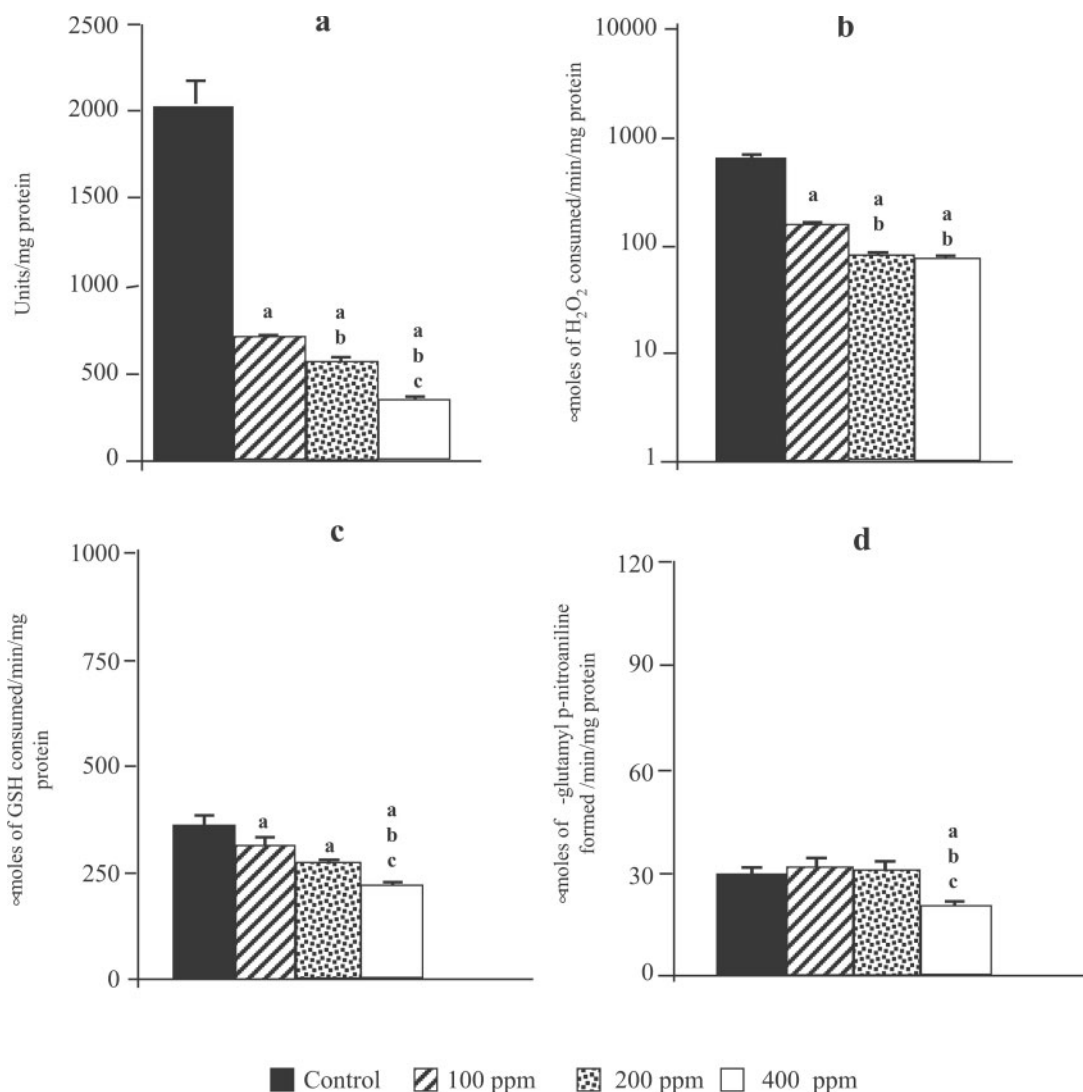 a
2500
2000
1500
1000
500
0
Units/mg protein
a
a
b
a
b
c
b
10000
1000
100
10
1
∞moles of H₂O₂ consumed/min/mg protein
a
a
b
a
b
c
1000
750
500
250
0
∞moles of GSH consumed/min/mg
protein
a
a
a
b
c
d
120
90
60
30
0
∞moles of -glutamyl p-nitroaniline
formed /min/mg protein
a
b
c
Control 100 ppm 200 ppm 400 ppm